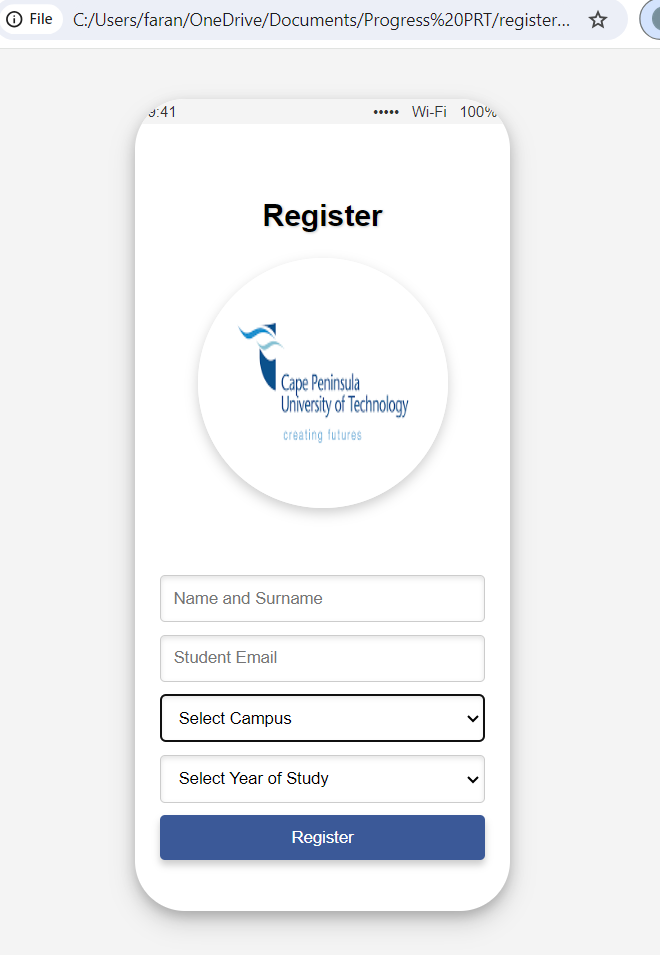 File C:/Users/faran/OneDrive/Documents/Progress%20PRT/register...
9:41 ••••• Wi-Fi 100%
Register
Cape Peninsula
University of Technology
creating futures
Name and Surname
Student Email
Select Campus
Select Year of Study
Register